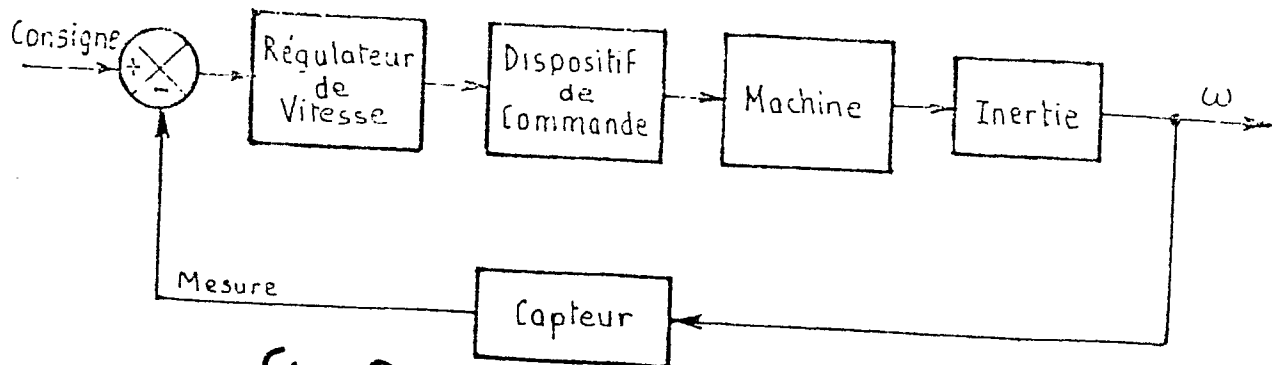 Consigne
+
-
Régulateur
de
Vitesse
Dispositif
de
Commande
Machine
Inertie
ω
Mesure
Capteur